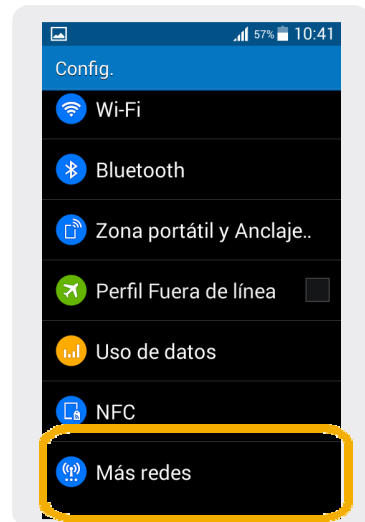 57% 10:41
Config.
Wi-Fi
Bluetooth
Zona portátil y Anclaje..
Perfil Fuera de línea
Uso de datos
NFC
Más redes